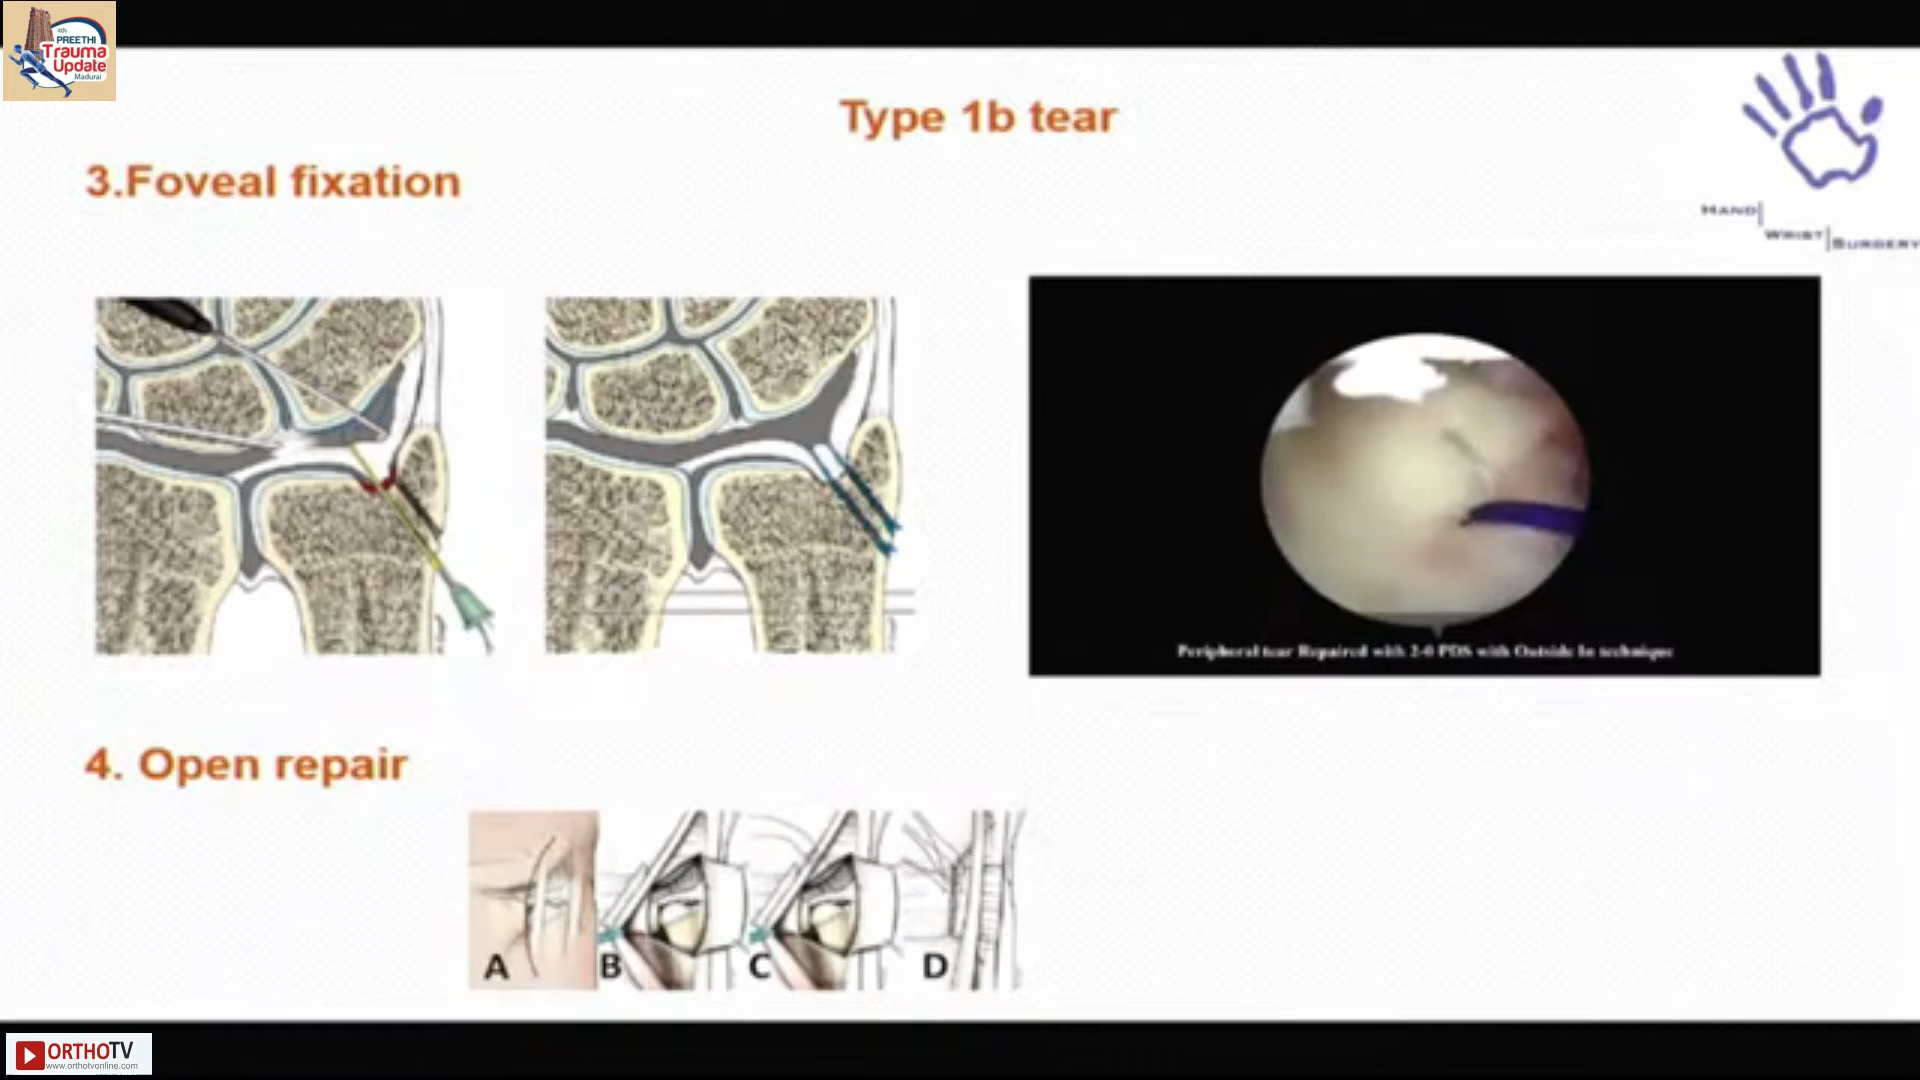 4th
PREETHI
Trauma
Update
Madurai
Type 1b tear
3.Foveal fixation
HAND
WRIST SURGERY
Peripheral tear Repaired with 2-0 PDS with Outside In technique
4. Open repair
A B C D
ORTHOTV
www.orthotvonline.com